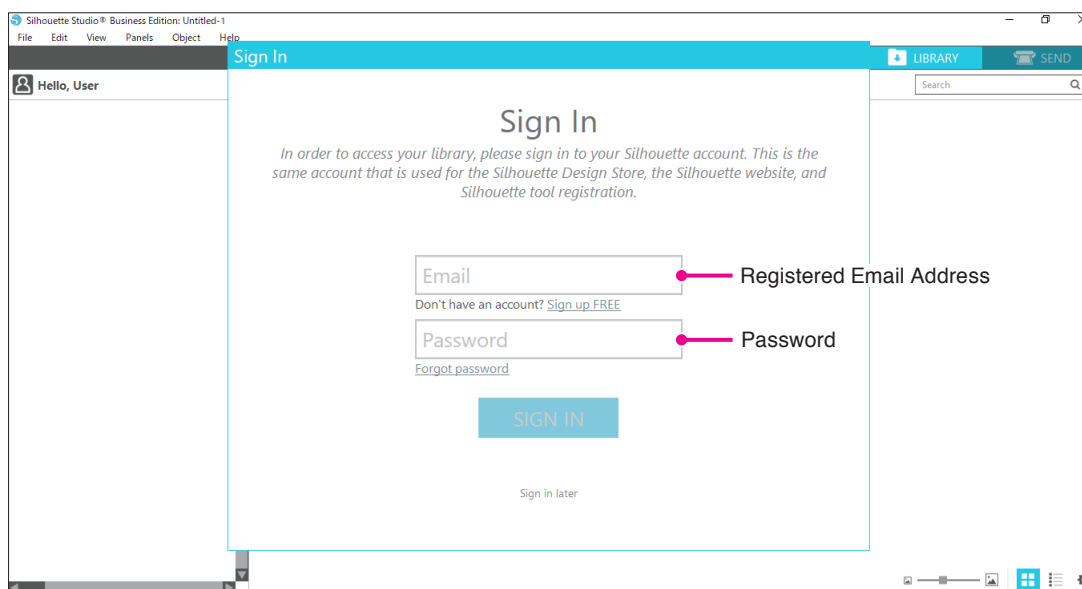 Silhouette Studio® Business Edition: Untitled-1
File Edit View Panels Object Help
Sign In
LIBRARY
SEND
Hello, User
Search
Sign In
In order to access your library, please sign in to your Silhouette account. This is the
same account that is used for the Silhouette Design Store, the Silhouette website, and
Silhouette tool registration.
Email
Registered Email Address
Don't have an account? Sign up FREE
Password
Password
Forgot password
SIGN IN
Sign in later